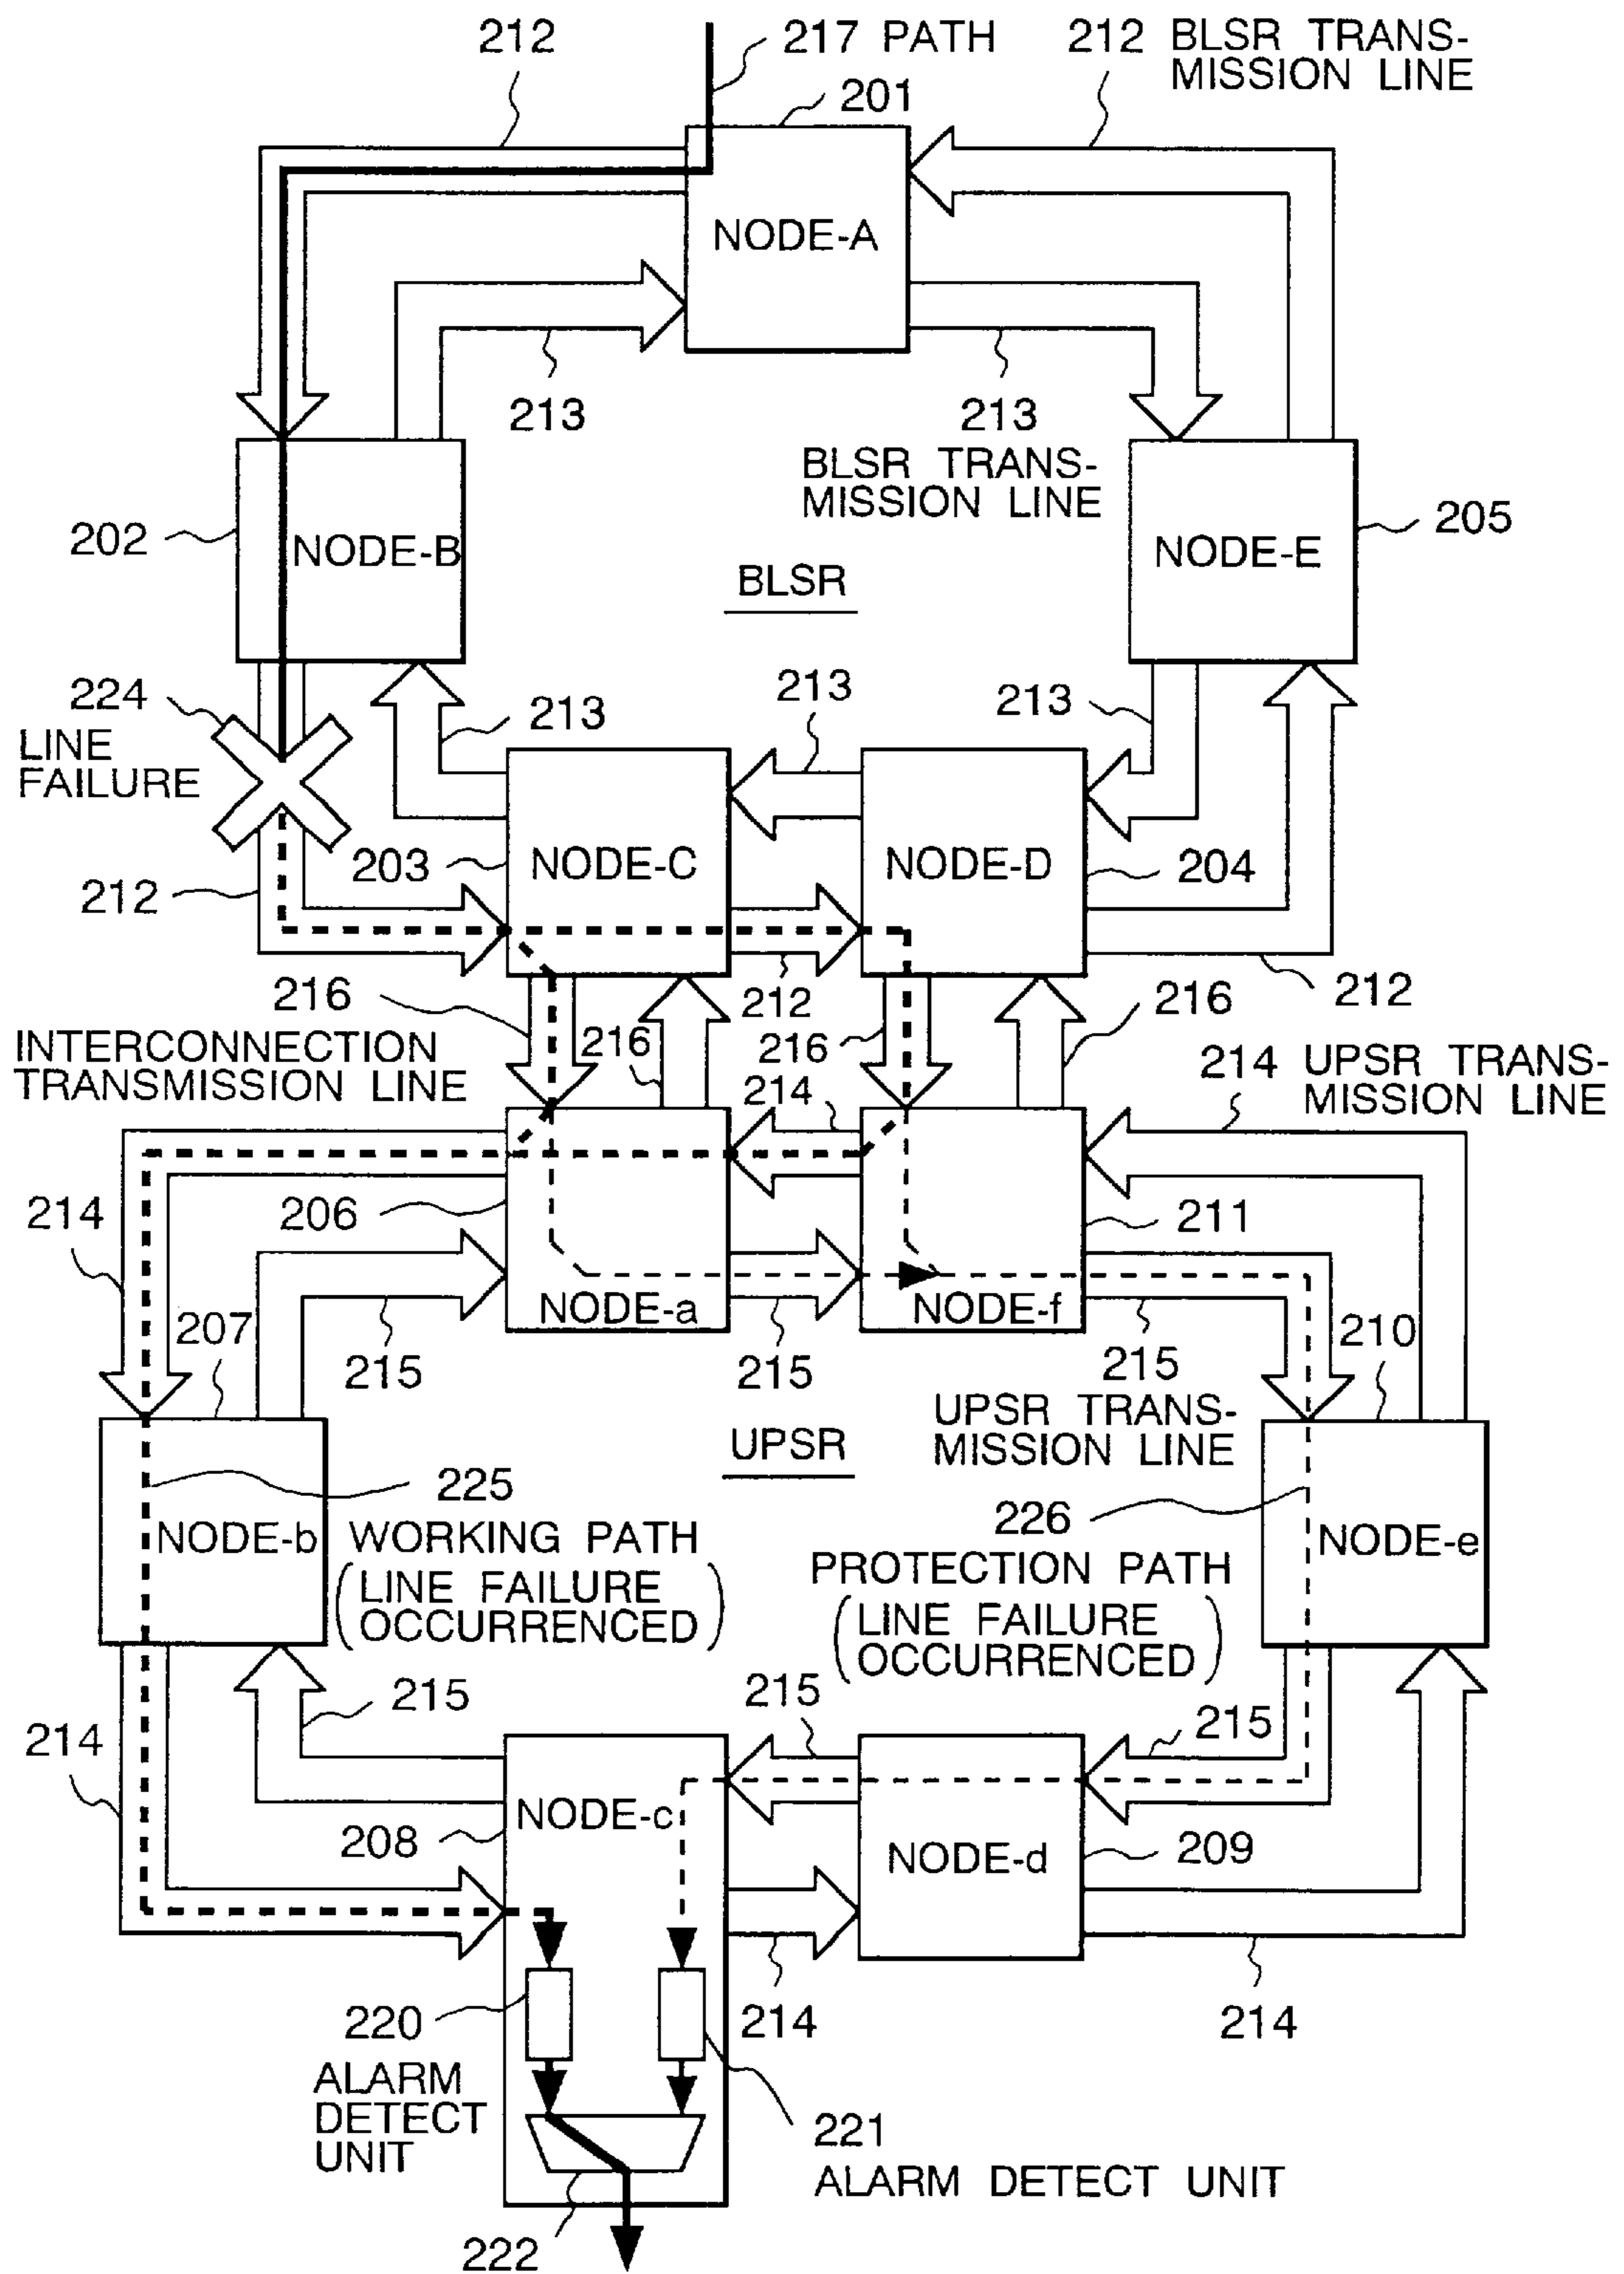 212
217 PATH
212 BLSR TRANS-
MISSION LINE
201
NODE-A
213
213
BLSR TRANS-
MISSION LINE
202
NODE-B
NODE-E
205
BLSR
224
LINE
FAILURE
213
213
213
212
203
NODE-C
NODE-D
204
216
INTERCONNECTION
TRANSMISSION LINE
216
212
216
214
216
212
214 UPSR TRANS-
MISSION LINE
214
206
NODE-a
211
NODE-f
207
215
215
215
UPSR TRANS-
MISSION LINE
210
UPSR
225
NODE-b
WORKING PATH
(LINE FAILURE
OCCURRENCED)
226
PROTECTION PATH
(LINE FAILURE
OCCURRENCED)
NODE-e
214
215
215
215
NODE-c
208
NODE-d
209
220
ALARM
DETECT
UNIT
214
214
221
ALARM DETECT UNIT
222